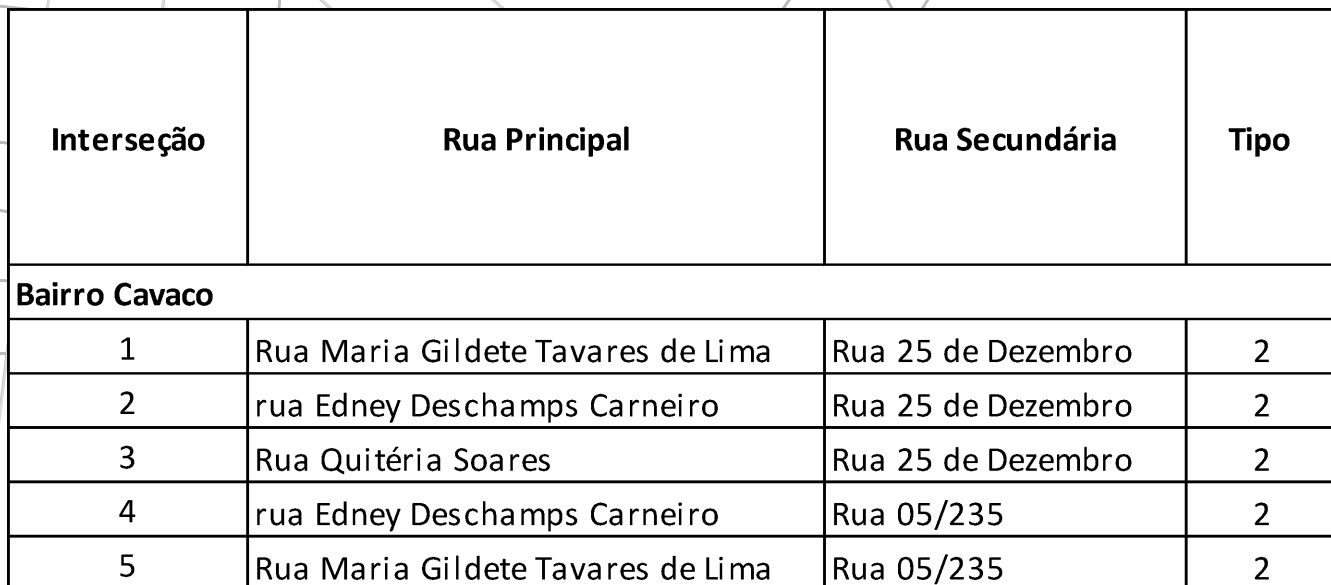 Interseção Rua Principal Rua Secundária Tipo
Bairro Cavaco
1 Rua Maria Gildete Tavares de Lima Rua 25 de Dezembro 2
2 rua Edney Deschamps Carneiro Rua 25 de Dezembro 2
3 Rua Quitéria Soares Rua 25 de Dezembro 2
4 rua Edney Deschamps Carneiro Rua 05/235 2
5 Rua Maria Gildete Tavares de Lima Rua 05/235 2